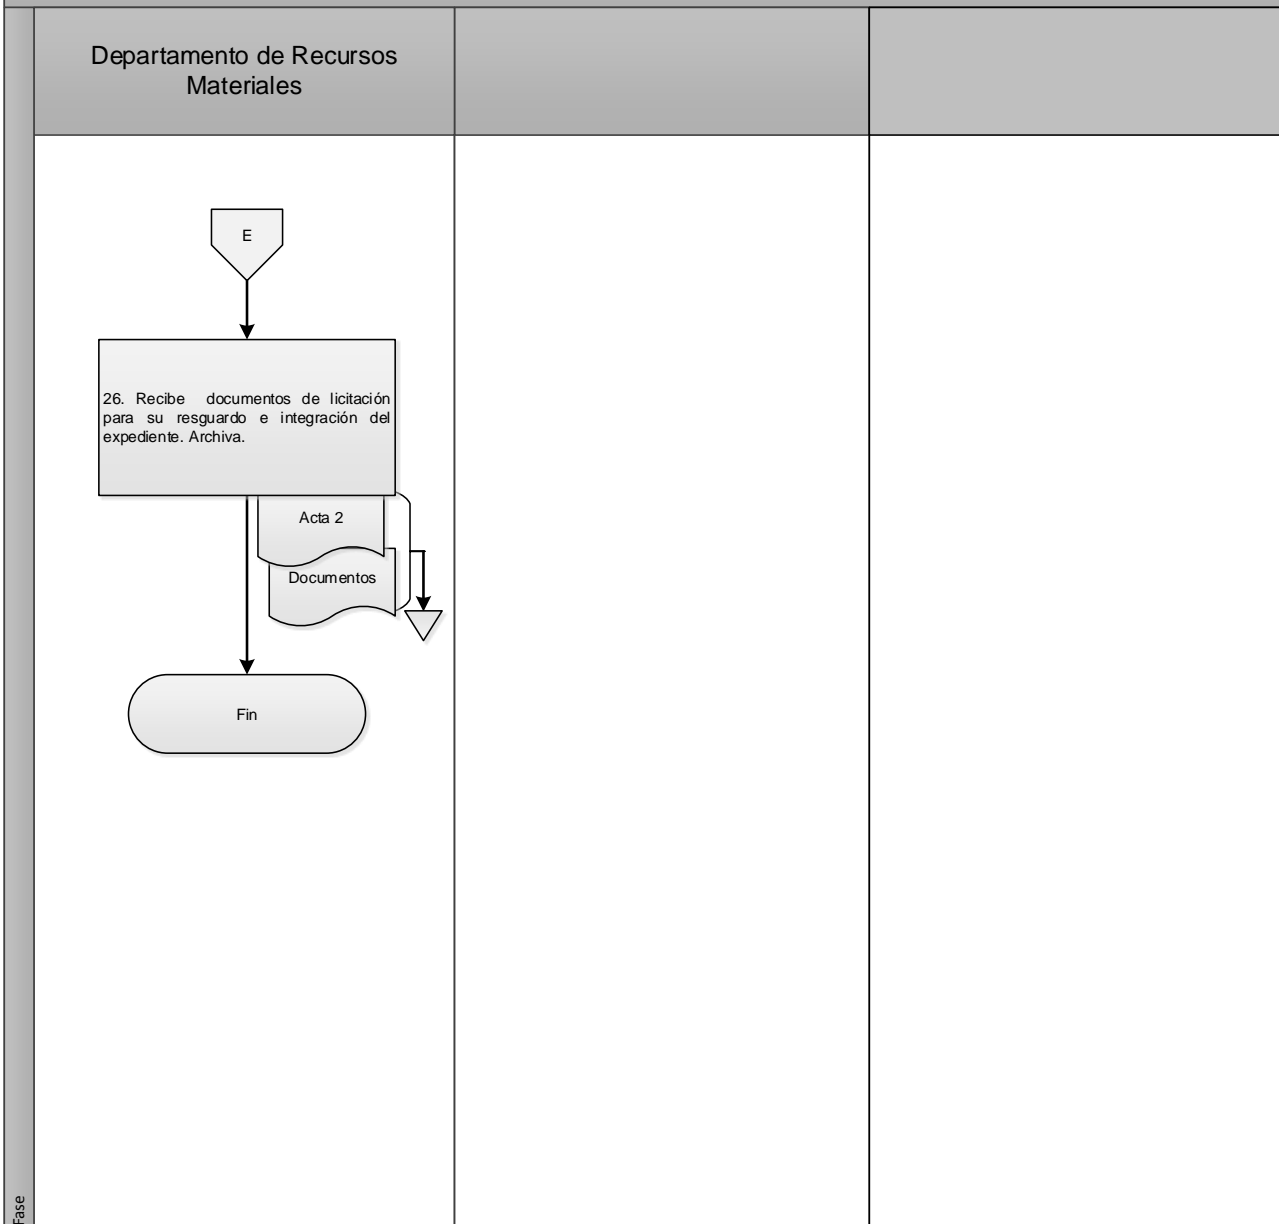 Departamento de Recursos
Materiales
E
26. Recibe documentos de licitación
para su resguardo e integración del
expediente. Archiva.
Acta 2
Documentos
Fin
Fase